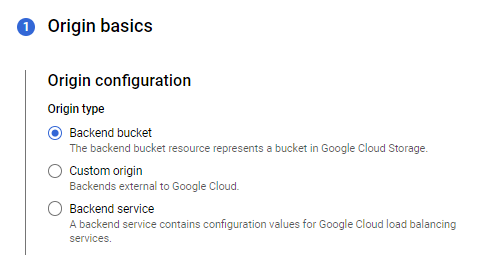 1 Origin basics
Origin configuration
Origin type
Backend bucket
The backend bucket resource represents a bucket in Google Cloud Storage.
Custom origin
Backends external to Google Cloud.
Backend service
A backend service contains configuration values for Google Cloud load balancing
services.